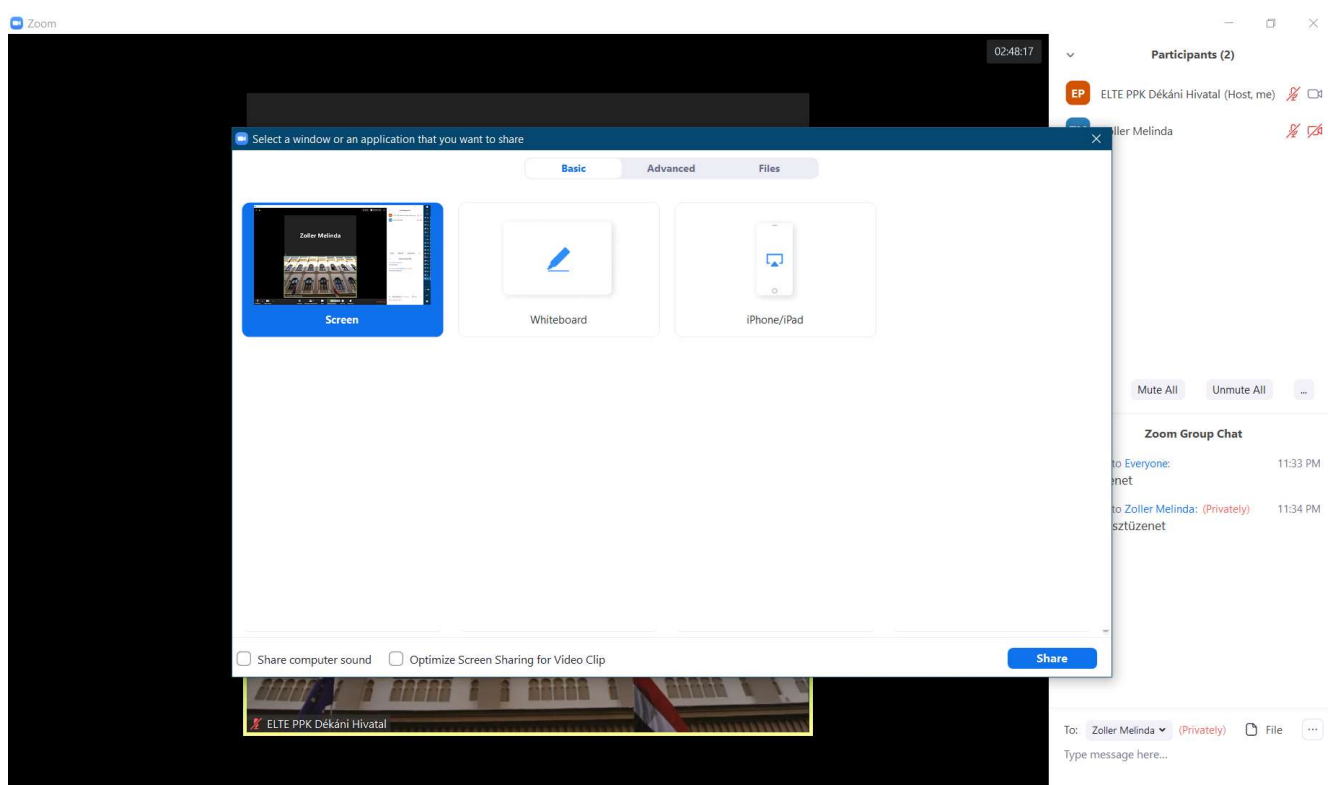 Zoom
02:48:17
Participants (2)
EP ELTE PPK Dékáni Hivatal (Host, me)
ller Melinda
Select a window or an application that you want to share
Basic Advanced Files
Zoller Melinda
Screen Whiteboard iPhone/iPad
Mute All Unmute All ...
Zoom Group Chat
to Everyone: 11:33 PM
enet
to Zoller Melinda: (Privately) 11:34 PM
sztüzenet
Share computer sound Optimize Screen Sharing for Video Clip Share
ELTE PPK Dékáni Hivatal
To: Zoller Melinda (Privately) File ...
Type message here...